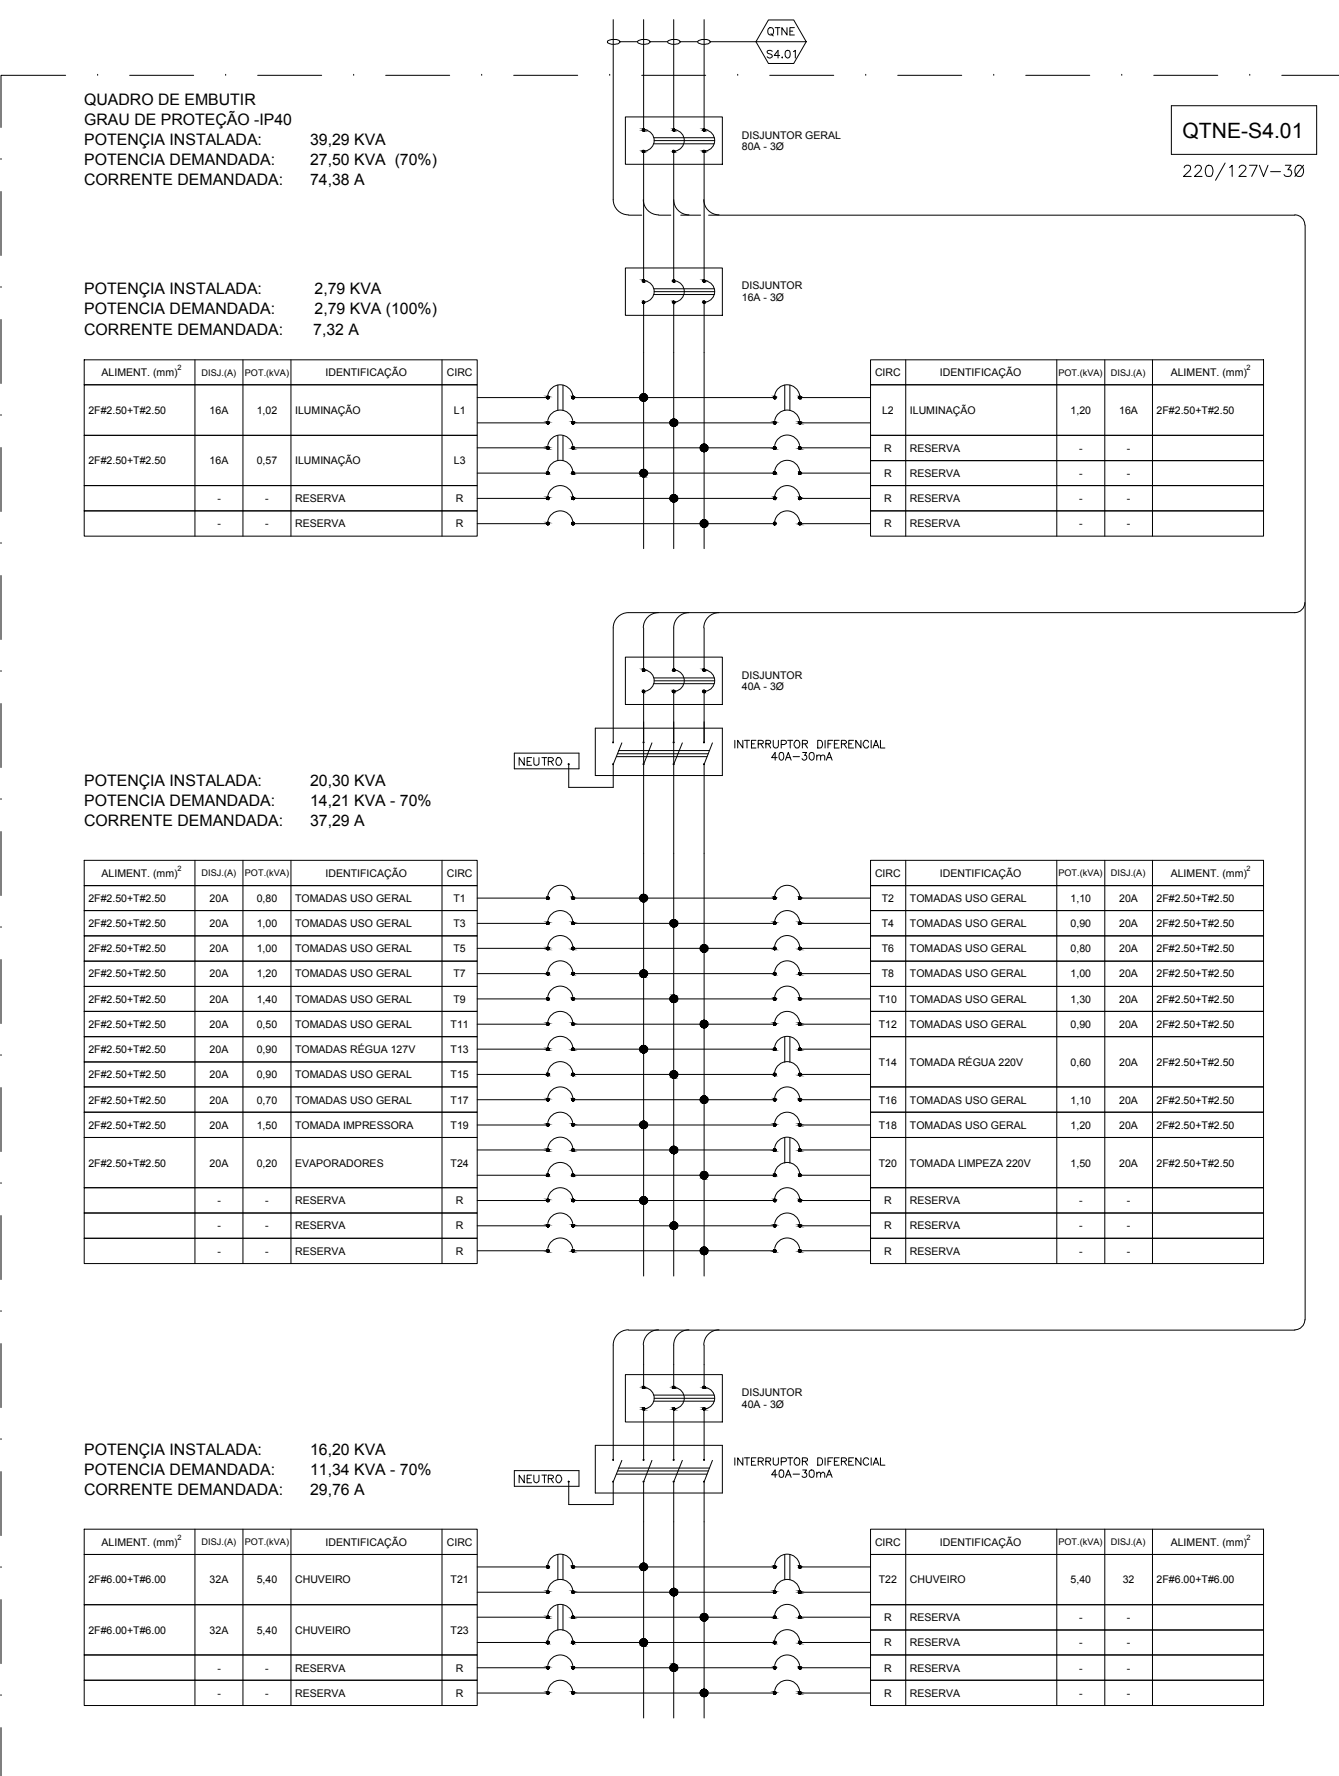 QTNE
S4.01
QUADRO DE EMBUTIR
GRAU DE PROTEÇÃO -IP40
POTENÇIA INSTALADA: 39,29 KVA
POTENCIA DEMANDADA: 27,50 KVA (70%)
CORRENTE DEMANDADA: 74,38 A
DISJUNTOR GERAL
80A - 3Ø
QTNE-S4.01
220/127V-3Ø
POTENÇIA INSTALADA: 2,79 KVA
POTENCIA DEMANDADA: 2,79 KVA (100%)
CORRENTE DEMANDADA: 7,32 A
DISJUNTOR
16A - 3Ø
ALIMENT. (mm)² DISJ.(A) POT.(kVA) IDENTIFICAÇÃO CIRC
2F#2.50+T#2.50 16A 1,02 ILUMINAÇÃO L1
2F#2.50+T#2.50 16A 0,57 ILUMINAÇÃO L3
- - RESERVA R
- - RESERVA R
CIRC IDENTIFICAÇÃO POT.(kVA) DISJ.(A) ALIMENT. (mm)²
L2 ILUMINAÇÃO 1,20 16A 2F#2.50+T#2.50
R RESERVA - -
R RESERVA - -
R RESERVA - -
R RESERVA - -
DISJUNTOR
40A - 3Ø
INTERRUPTOR DIFERENCIAL
40A-30mA
NEUTRO
POTENÇIA INSTALADA: 20,30 KVA
POTENCIA DEMANDADA: 14,21 KVA - 70%
CORRENTE DEMANDADA: 37,29 A
ALIMENT. (mm)² DISJ.(A) POT.(kVA) IDENTIFICAÇÃO CIRC
2F#2.50+T#2.50 20A 0,80 TOMADAS USO GERAL T1
2F#2.50+T#2.50 20A 1,00 TOMADAS USO GERAL T3
2F#2.50+T#2.50 20A 1,00 TOMADAS USO GERAL T5
2F#2.50+T#2.50 20A 1,20 TOMADAS USO GERAL T7
2F#2.50+T#2.50 20A 1,40 TOMADAS USO GERAL T9
2F#2.50+T#2.50 20A 0,50 TOMADAS USO GERAL T11
2F#2.50+T#2.50 20A 0,90 TOMADAS RÉGUA 127V T13
2F#2.50+T#2.50 20A 0,90 TOMADAS USO GERAL T15
2F#2.50+T#2.50 20A 0,70 TOMADAS USO GERAL T17
2F#2.50+T#2.50 20A 1,50 TOMADA IMPRESSORA T19
2F#2.50+T#2.50 20A 0,20 EVAPORADORES T24
- - RESERVA R
- - RESERVA R
- - RESERVA R
CIRC IDENTIFICAÇÃO POT.(kVA) DISJ.(A) ALIMENT. (mm)²
T2 TOMADAS USO GERAL 1,10 20A 2F#2.50+T#2.50
T4 TOMADAS USO GERAL 0,90 20A 2F#2.50+T#2.50
T6 TOMADAS USO GERAL 0,80 20A 2F#2.50+T#2.50
T8 TOMADAS USO GERAL 1,00 20A 2F#2.50+T#2.50
T10 TOMADAS USO GERAL 1,30 20A 2F#2.50+T#2.50
T12 TOMADAS USO GERAL 0,90 20A 2F#2.50+T#2.50
T14 TOMADA RÉGUA 220V 0,60 20A 2F#2.50+T#2.50
T16 TOMADAS USO GERAL 1,10 20A 2F#2.50+T#2.50
T18 TOMADAS USO GERAL 1,20 20A 2F#2.50+T#2.50
T20 TOMADA LIMPEZA 220V 1,50 20A 2F#2.50+T#2.50
R RESERVA - -
R RESERVA - -
R RESERVA - -
DISJUNTOR
40A - 3Ø
INTERRUPTOR DIFERENCIAL
40A-30mA
NEUTRO
POTENÇIA INSTALADA: 16,20 KVA
POTENCIA DEMANDADA: 11,34 KVA - 70%
CORRENTE DEMANDADA: 29,76 A
ALIMENT. (mm)² DISJ.(A) POT.(kVA) IDENTIFICAÇÃO CIRC
2F#6.00+T#6.00 32A 5,40 CHUVEIRO T21
2F#6.00+T#6.00 32A 5,40 CHUVEIRO T23
- - RESERVA R
- - RESERVA R
CIRC IDENTIFICAÇÃO POT.(kVA) DISJ.(A) ALIMENT. (mm)²
T22 CHUVEIRO 5,40 32 2F#6.00+T#6.00
R RESERVA - -
R RESERVA - -
R RESERVA - -
R RESERVA - -